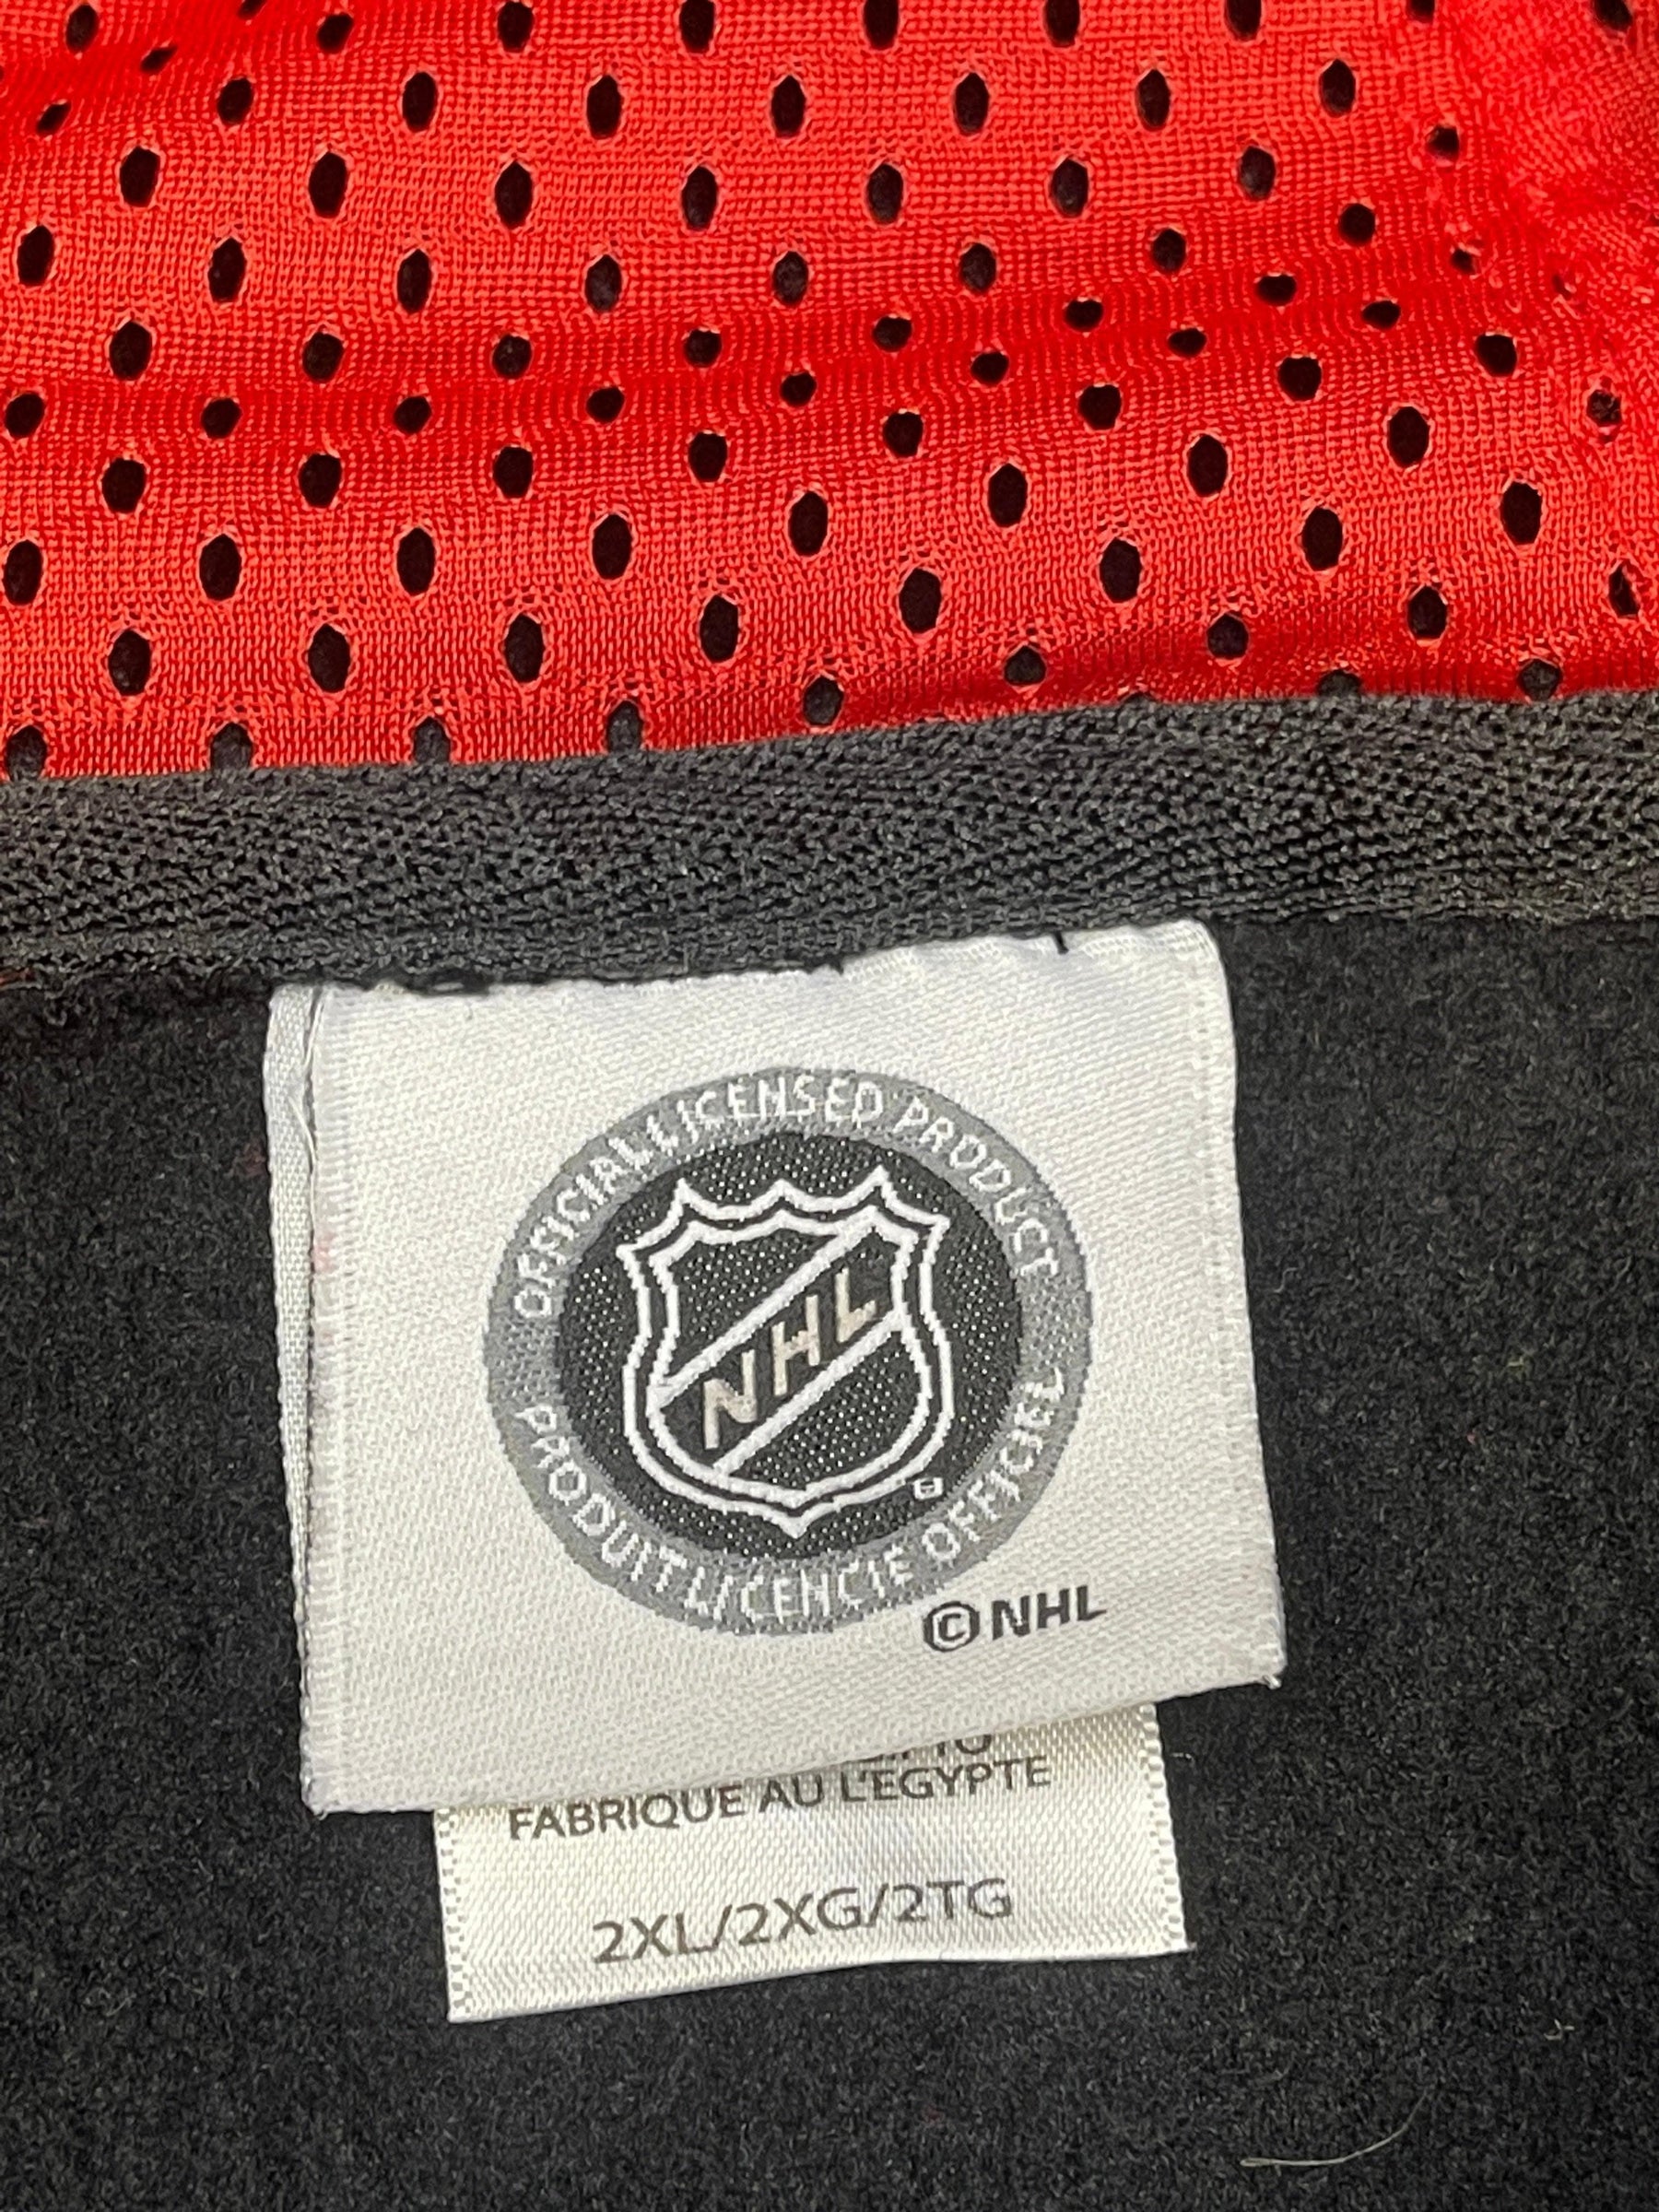 OFFICIAL LICENSED PRODUCT
NHL
PRODUIT LICENCIE OFFICIEL
©NHL
FABRIQUE AU L'EGYPTE
2XL/2XG/2TG